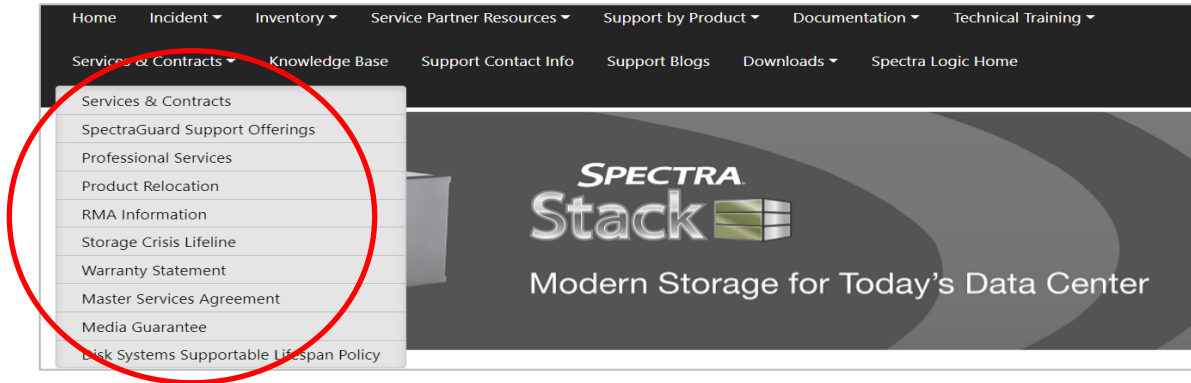 Home Incident Inventory Service Partner Resources Support by Product Documentation Technical Training
Services & Contracts Knowledge Base Support Contact Info Support Blogs Downloads Spectra Logic Home
Services & Contracts
SpectraGuard Support Offerings
Professional Services
Product Relocation
RMA Information
Storage Crisis Lifeline
Warranty Statement
Master Services Agreement
Media Guarantee
Disk Systems Supportable Lifespan Policy
SPECTRA
Stack
Modern Storage for Today's Data Center